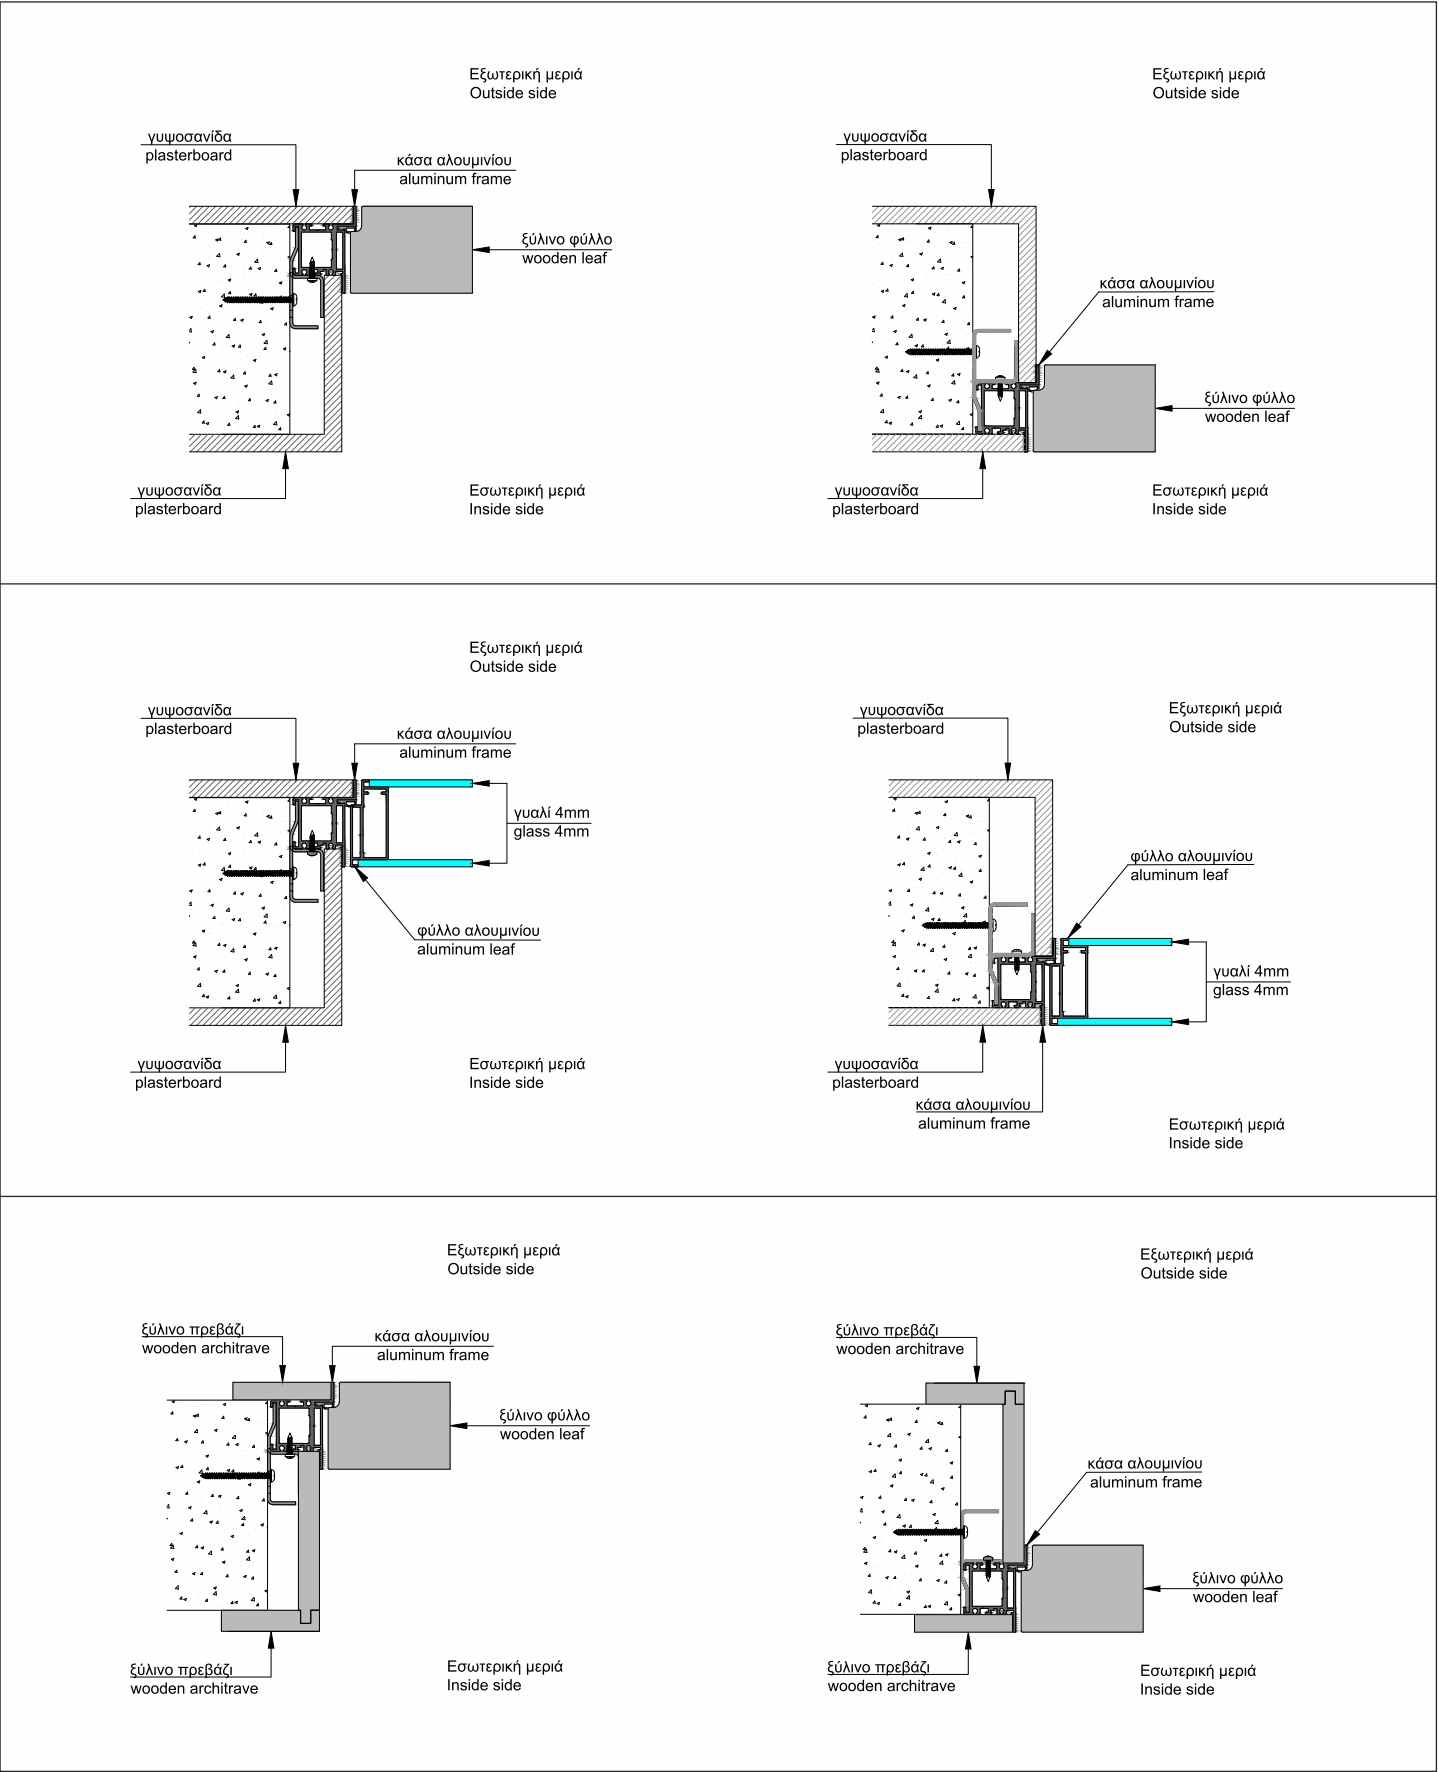 Εξωτερική μεριά
Outside side
γυψοσανίδα
plasterboard
κάσα αλουμινίου
aluminum frame
ξύλινο φύλλο
wooden leaf
γυψοσανίδα
plasterboard
Εσωτερική μεριά
Inside side
Εξωτερική μεριά
Outside side
γυψοσανίδα
plasterboard
κάσα αλουμινίου
aluminum frame
ξύλινο φύλλο
wooden leaf
γυψοσανίδα
plasterboard
Εσωτερική μεριά
Inside side
Εξωτερική μεριά
Outside side
γυψοσανίδα
plasterboard
κάσα αλουμινίου
aluminum frame
γυαλί 4mm
glass 4mm
φύλλο αλουμινίου
aluminum leaf
γυψοσανίδα
plasterboard
Εσωτερική μεριά
Inside side
Εξωτερική μεριά
Outside side
γυψοσανίδα
plasterboard
φύλλο αλουμινίου
aluminum leaf
γυαλί 4mm
glass 4mm
γυψοσανίδα
plasterboard
κάσα αλουμινίου
aluminum frame
Εσωτερική μεριά
Inside side
Εξωτερική μεριά
Outside side
ξύλινο πρεβάζι
wooden architrave
κάσα αλουμινίου
aluminum frame
ξύλινο φύλλο
wooden leaf
ξύλινο πρεβάζι
wooden architrave
Εσωτερική μεριά
Inside side
Εξωτερική μεριά
Outside side
ξύλινο πρεβάζι
wooden architrave
κάσα αλουμινίου
aluminum frame
ξύλινο φύλλο
wooden leaf
ξύλινο πρεβάζι
wooden architrave
Εσωτερική μεριά
Inside side